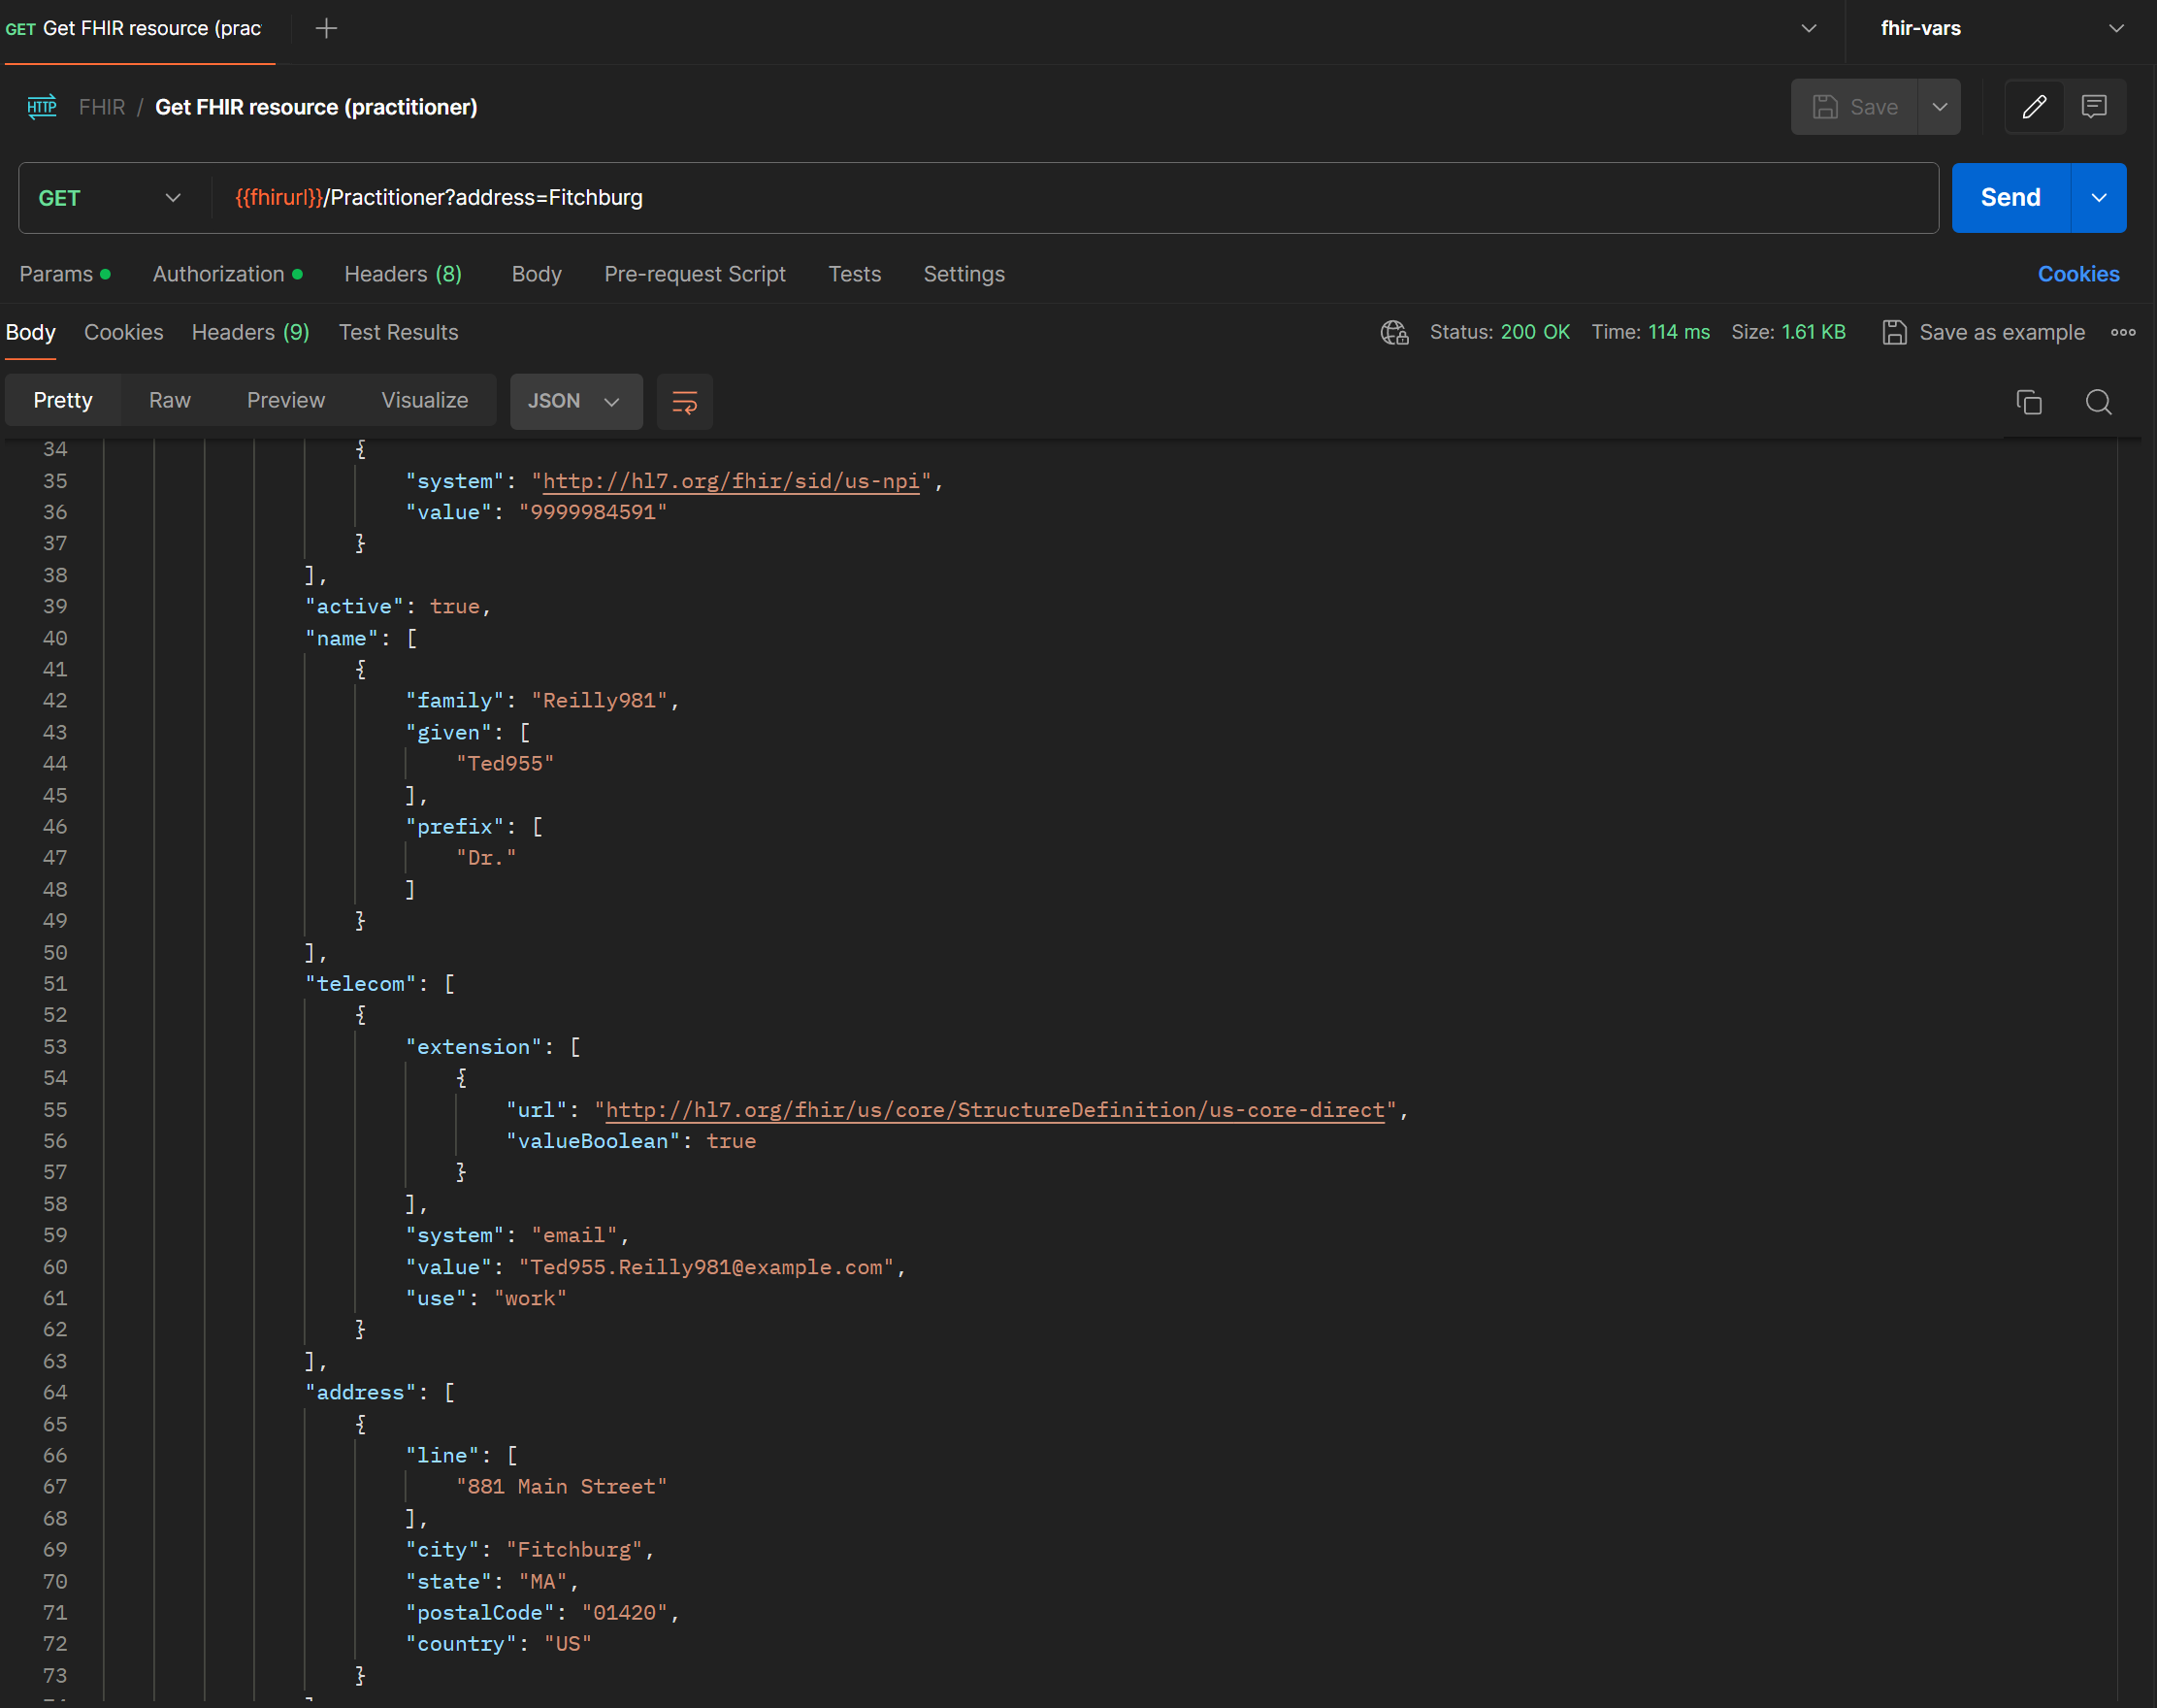 GET Get FHIR resource (prac
fhir-vars
HTTP FHIR / Get FHIR resource (practitioner)
Save
GET {{fhirurl}}/Practitioner?address=Fitchburg
Send
Params Authorization Headers (8) Body Pre-request Script Tests Settings
Cookies
Body Cookies Headers (9) Test Results
Status: 200 OK Time: 114 ms Size: 1.61 KB Save as example
Pretty Raw Preview Visualize JSON
34 {
35 "system": "http://hl7.org/fhir/sid/us-npi",
36 "value": "9999984591"
37 }
38 ],
39 "active": true,
40 "name": [
41 {
42 "family": "Reilly981",
43 "given": [
44 "Ted955"
45 ],
46 "prefix": [
47 "Dr."
48 ]
49 }
50 ],
51 "telecom": [
52 {
53 "extension": [
54 {
55 "url": "http://hl7.org/fhir/us/core/StructureDefinition/us-core-direct",
56 "valueBoolean": true
57 }
58 ],
59 "system": "email",
60 "value": "Ted955.Reilly981@example.com",
61 "use": "work"
62 }
63 ],
64 "address": [
65 {
66 "line": [
67 "881 Main Street"
68 ],
69 "city": "Fitchburg",
70 "state": "MA",
71 "postalCode": "01420",
72 "country": "US"
73 }